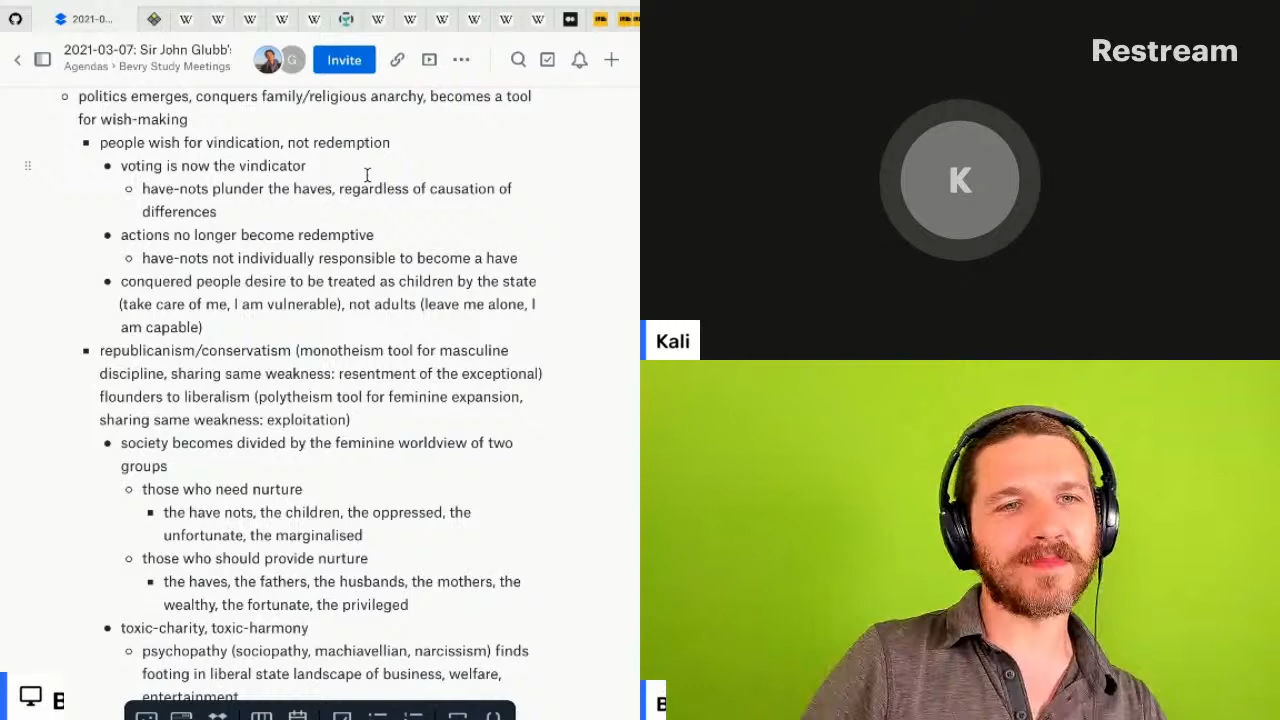 2021-0...
2021-03-07: Sir John Glubb':
Agendas > Bevry Study Meetings
G
Invite
politics emerges, conquers family/religious anarchy, becomes a tool
for wish-making
people wish for vindication, not redemption
voting is now the vindicator
have-nots plunder the haves, regardless of causation of
differences
actions no longer become redemptive
have-nots not individually responsible to become a have
conquered people desire to be treated as children by the state
(take care of me, I am vulnerable), not adults (leave me alone, I
am capable)
republicanism/conservatism (monotheism tool for masculine
discipline, sharing same weakness: resentment of the exceptional)
flounders to liberalism (polytheism tool for feminine expansion,
sharing same weakness: exploitation)
society becomes divided by the feminine worldview of two
groups
those who need nurture
the have nots, the children, the oppressed, the
unfortunate, the marginalised
those who should provide nurture
the haves, the fathers, the husbands, the mothers, the
wealthy, the fortunate, the privileged
toxic-charity, toxic-harmony
psychopathy (sociopathy, machiavellian, narcissism) finds
footing in liberal state landscape of business, welfare,
entertainment
B
Restream
K
Kali
B